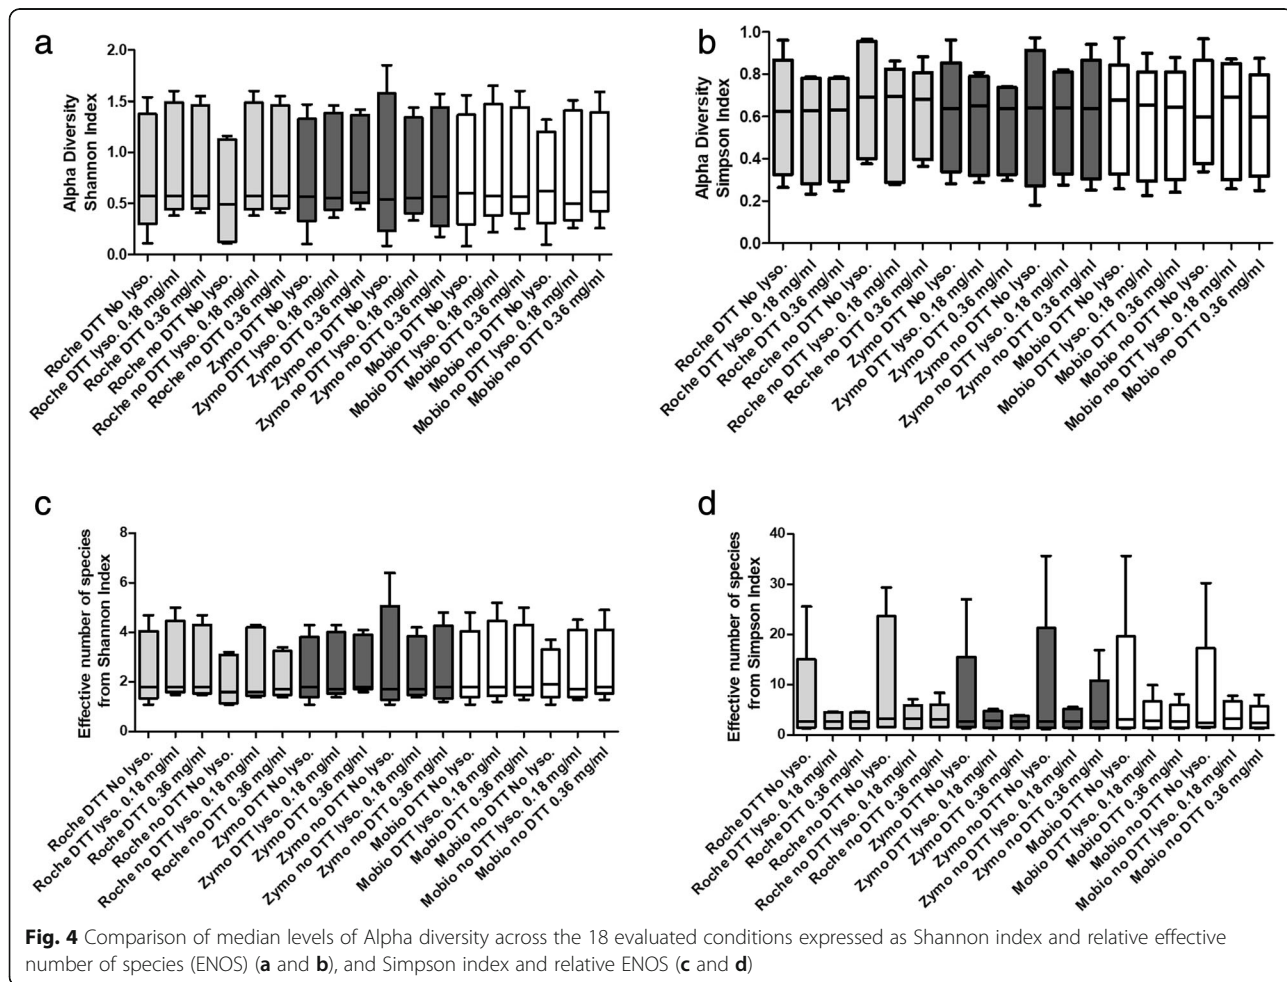 a
Alpha Diversity
Shannon Index
2.0
1.5
1.0
0.5
0.0
Roche DTT No lyso.
Roche DTT lyso. 0.18 mg/ml
Roche DTT 0.36 mg/ml
Roche no DTT No lyso.
Roche no DTT lyso. 0.18 mg/ml
Roche no DTT 0.36 mg/ml
Zymo DTT No lyso.
Zymo DTT lyso. 0.18 mg/ml
Zymo DTT 0.36 mg/ml
Zymo no DTT No lyso.
Zymo no DTT lyso. 0.18 mg/ml
Zymo no DTT 0.36 mg/ml
Mobio DTT No lyso.
Mobio DTT lyso. 0.18 mg/ml
Mobio DTT 0.36 mg/ml
Mobio no DTT No lyso.
Mobio no DTT lyso. 0.18 mg/ml
Mobio no DTT 0.36 mg/ml
b
Alpha Diversity
Simpson Index
1.0
0.8
0.6
0.4
0.2
0.0
Roche DTT No lyso.
Roche DTT lyso. 0.18 mg/ml
Roche DTT 0.36 mg/ml
Roche no DTT No lyso.
Roche no DTT lyso. 0.18 mg/ml
Roche no DTT 0.36 mg/ml
Zymo DTT No lyso.
Zymo DTT lyso. 0.18 mg/ml
Zymo DTT 0.36 mg/ml
Zymo no DTT No lyso.
Zymo no DTT lyso. 0.18 mg/ml
Zymo no DTT 0.36 mg/ml
Mobio DTT No lyso.
Mobio DTT lyso. 0.18 mg/ml
Mobio DTT 0.36 mg/ml
Mobio no DTT No lyso.
Mobio no DTT lyso. 0.18 mg/ml
Mobio no DTT 0.36 mg/ml
c
Effective number of species
from Shannon Index
8
6
4
2
0
Roche DTT No lyso.
Roche DTT lyso. 0.18 mg/ml
Roche DTT 0.36 mg/ml
Roche no DTT No lyso.
Roche no DTT lyso. 0.18 mg/ml
Roche no DTT 0.36 mg/ml
Zymo DTT No lyso.
Zymo DTT lyso. 0.18 mg/ml
Zymo DTT 0.36 mg/ml
Zymo no DTT No lyso.
Zymo no DTT lyso. 0.18 mg/ml
Zymo no DTT 0.36 mg/ml
Mobio DTT No lyso.
Mobio DTT lyso. 0.18 mg/ml
Mobio DTT 0.36 mg/ml
Mobio no DTT No lyso.
Mobio no DTT lyso. 0.18 mg/ml
Mobio no DTT 0.36 mg/ml
d
Effective number of species
from Simpson Index
40
30
20
10
0
Roche DTT No lyso.
Roche DTT lyso. 0.18 mg/ml
Roche DTT 0.36 mg/ml
Roche no DTT No lyso.
Roche no DTT lyso. 0.18 mg/ml
Roche no DTT 0.36 mg/ml
Zymo DTT No lyso.
Zymo DTT lyso. 0.18 mg/ml
Zymo DTT 0.36 mg/ml
Zymo no DTT No lyso.
Zymo no DTT lyso. 0.18 mg/ml
Zymo no DTT 0.36 mg/ml
Mobio DTT No lyso.
Mobio DTT lyso. 0.18 mg/ml
Mobio DTT 0.36 mg/ml
Mobio no DTT No lyso.
Mobio no DTT lyso. 0.18 mg/ml
Mobio no DTT 0.36 mg/ml
Fig. 4 Comparison of median levels of Alpha diversity across the 18 evaluated conditions expressed as Shannon index and relative effective
number of species (ENOS) (a and b), and Simpson index and relative ENOS (c and d)